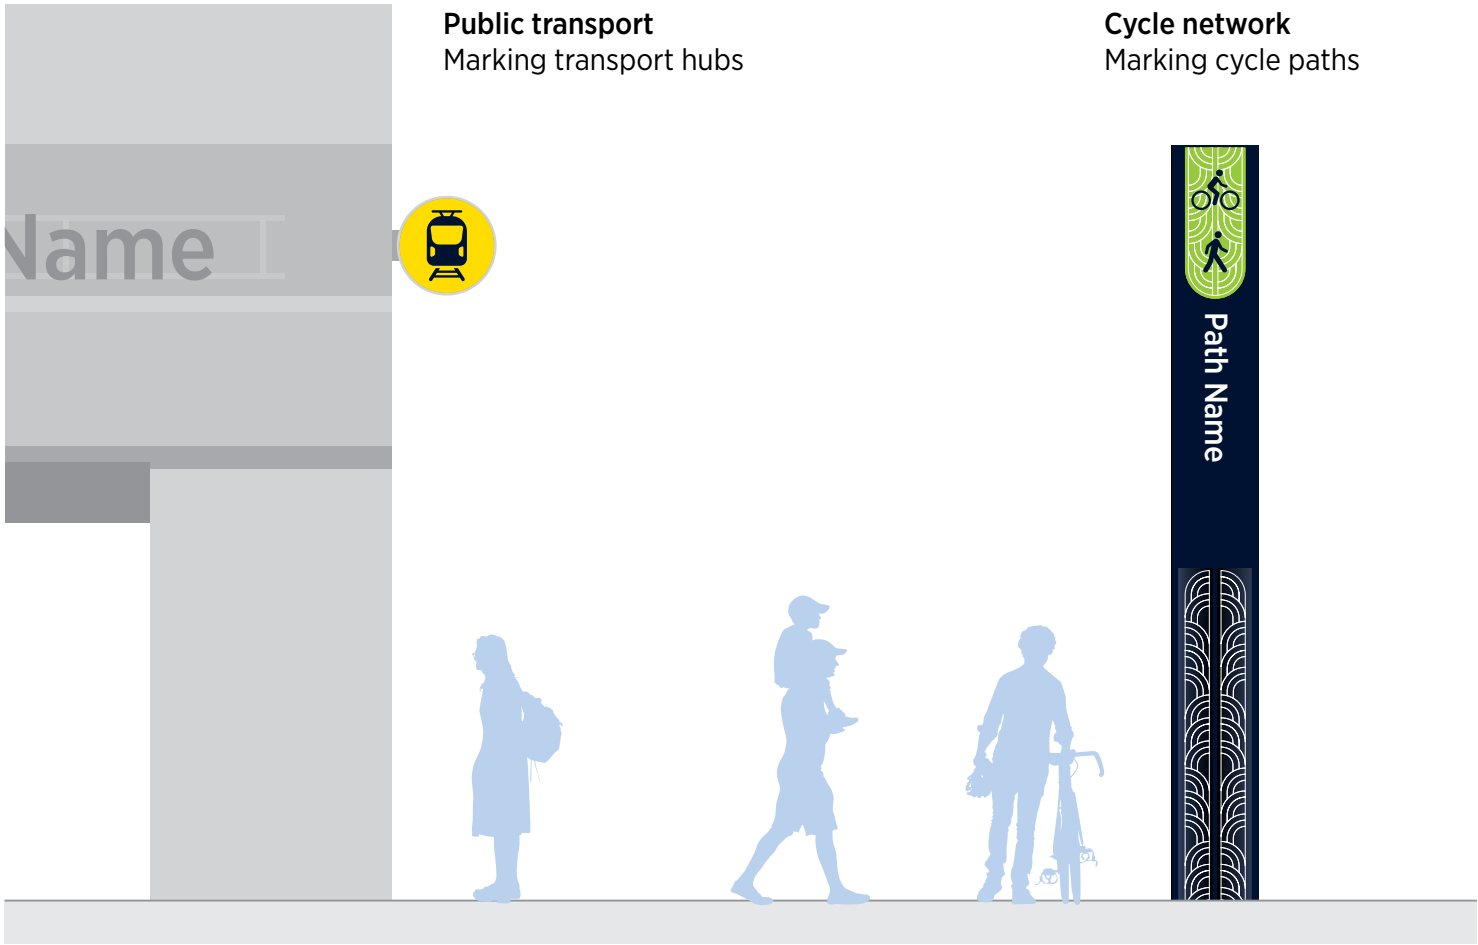 Public transport
Marking transport hubs
Cycle network
Marking cycle paths
Name
Path Name